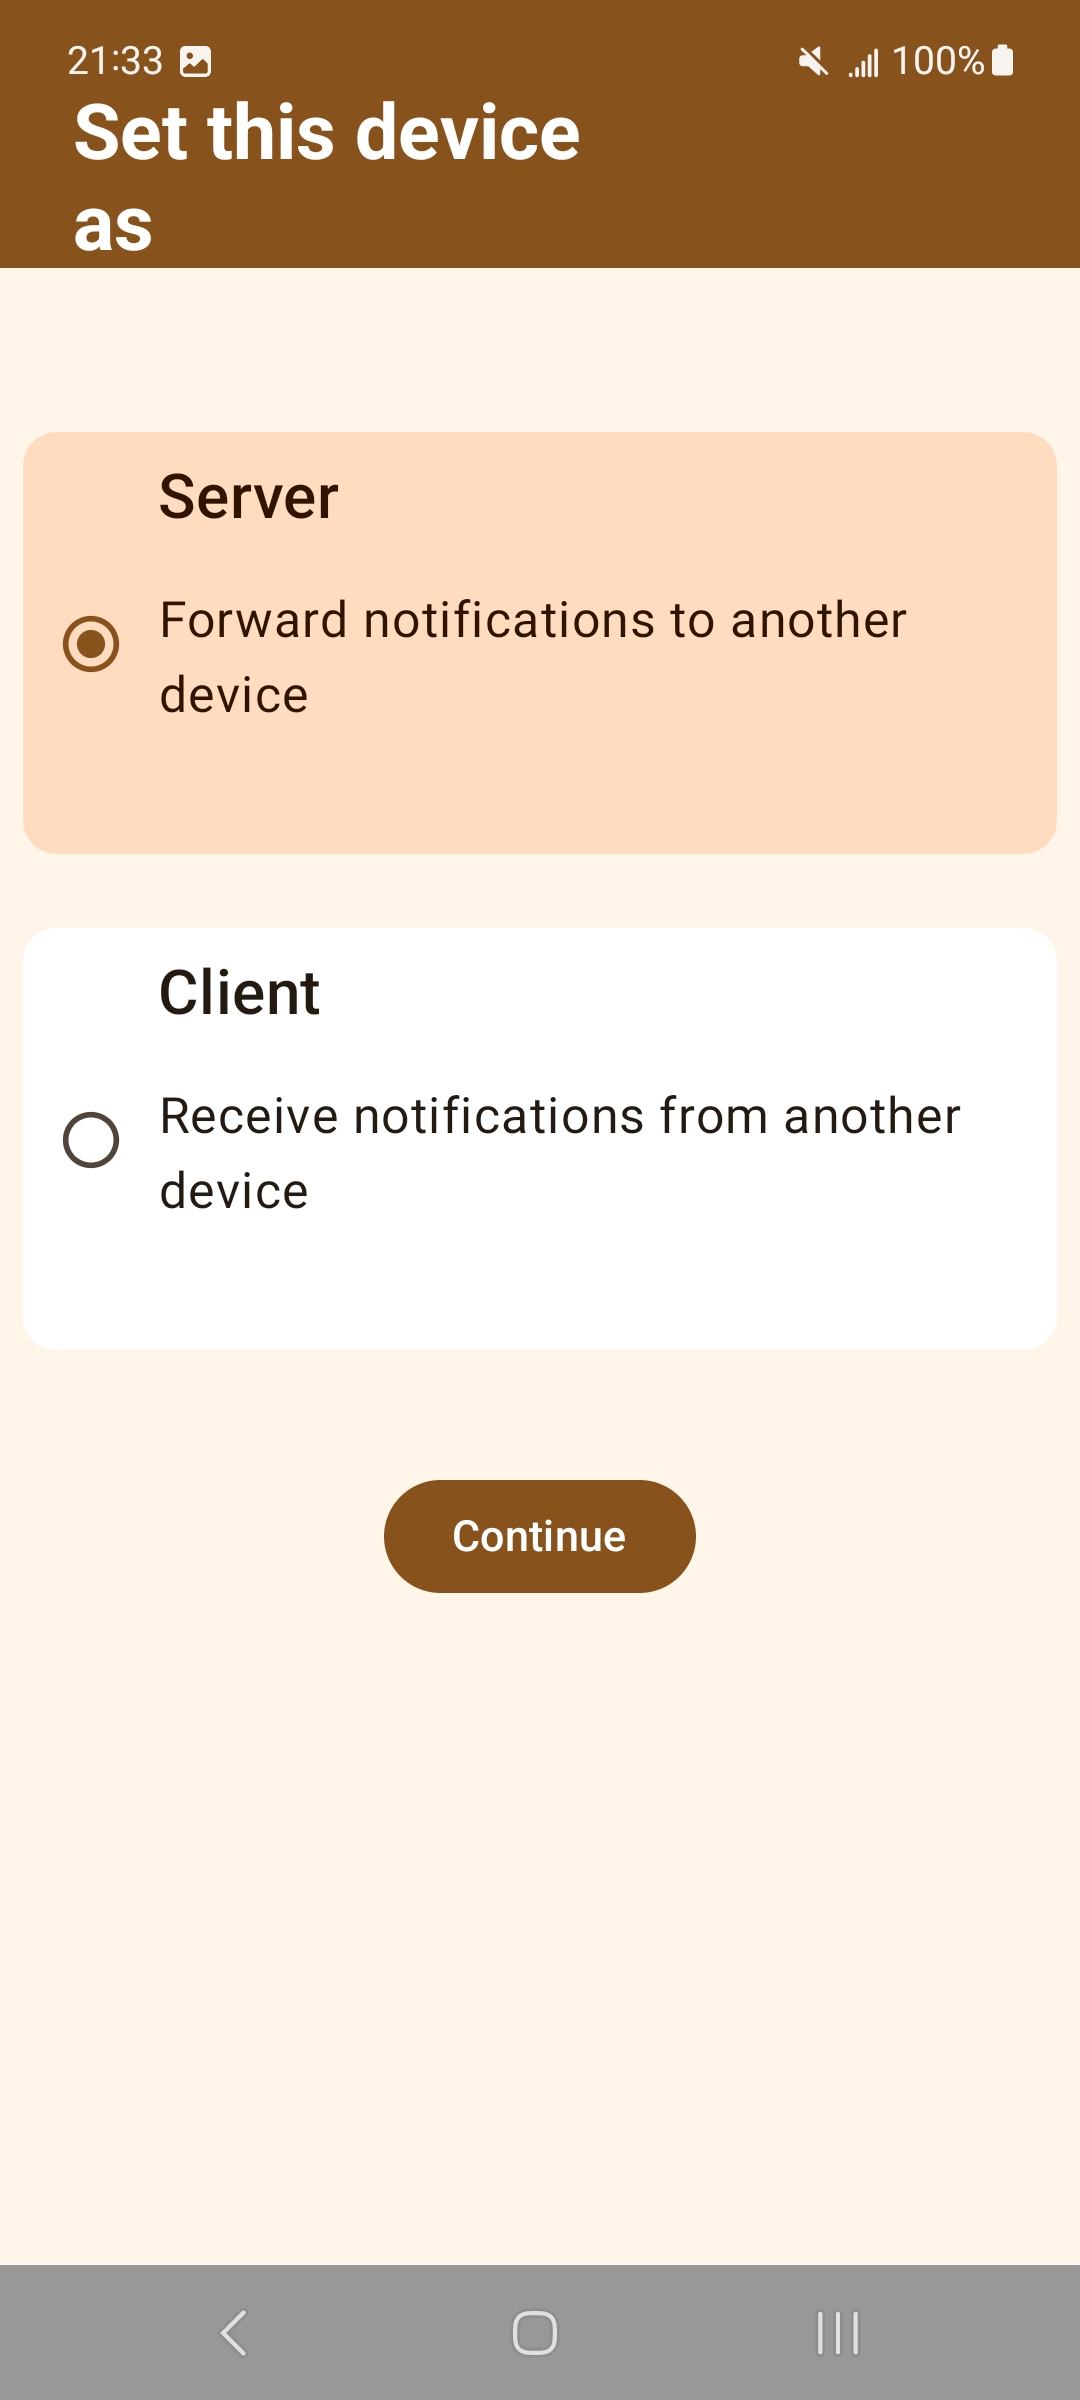 21:33 100%
Set this device
as
Server
Forward notifications to another
device
Client
Receive notifications from another
device
Continue